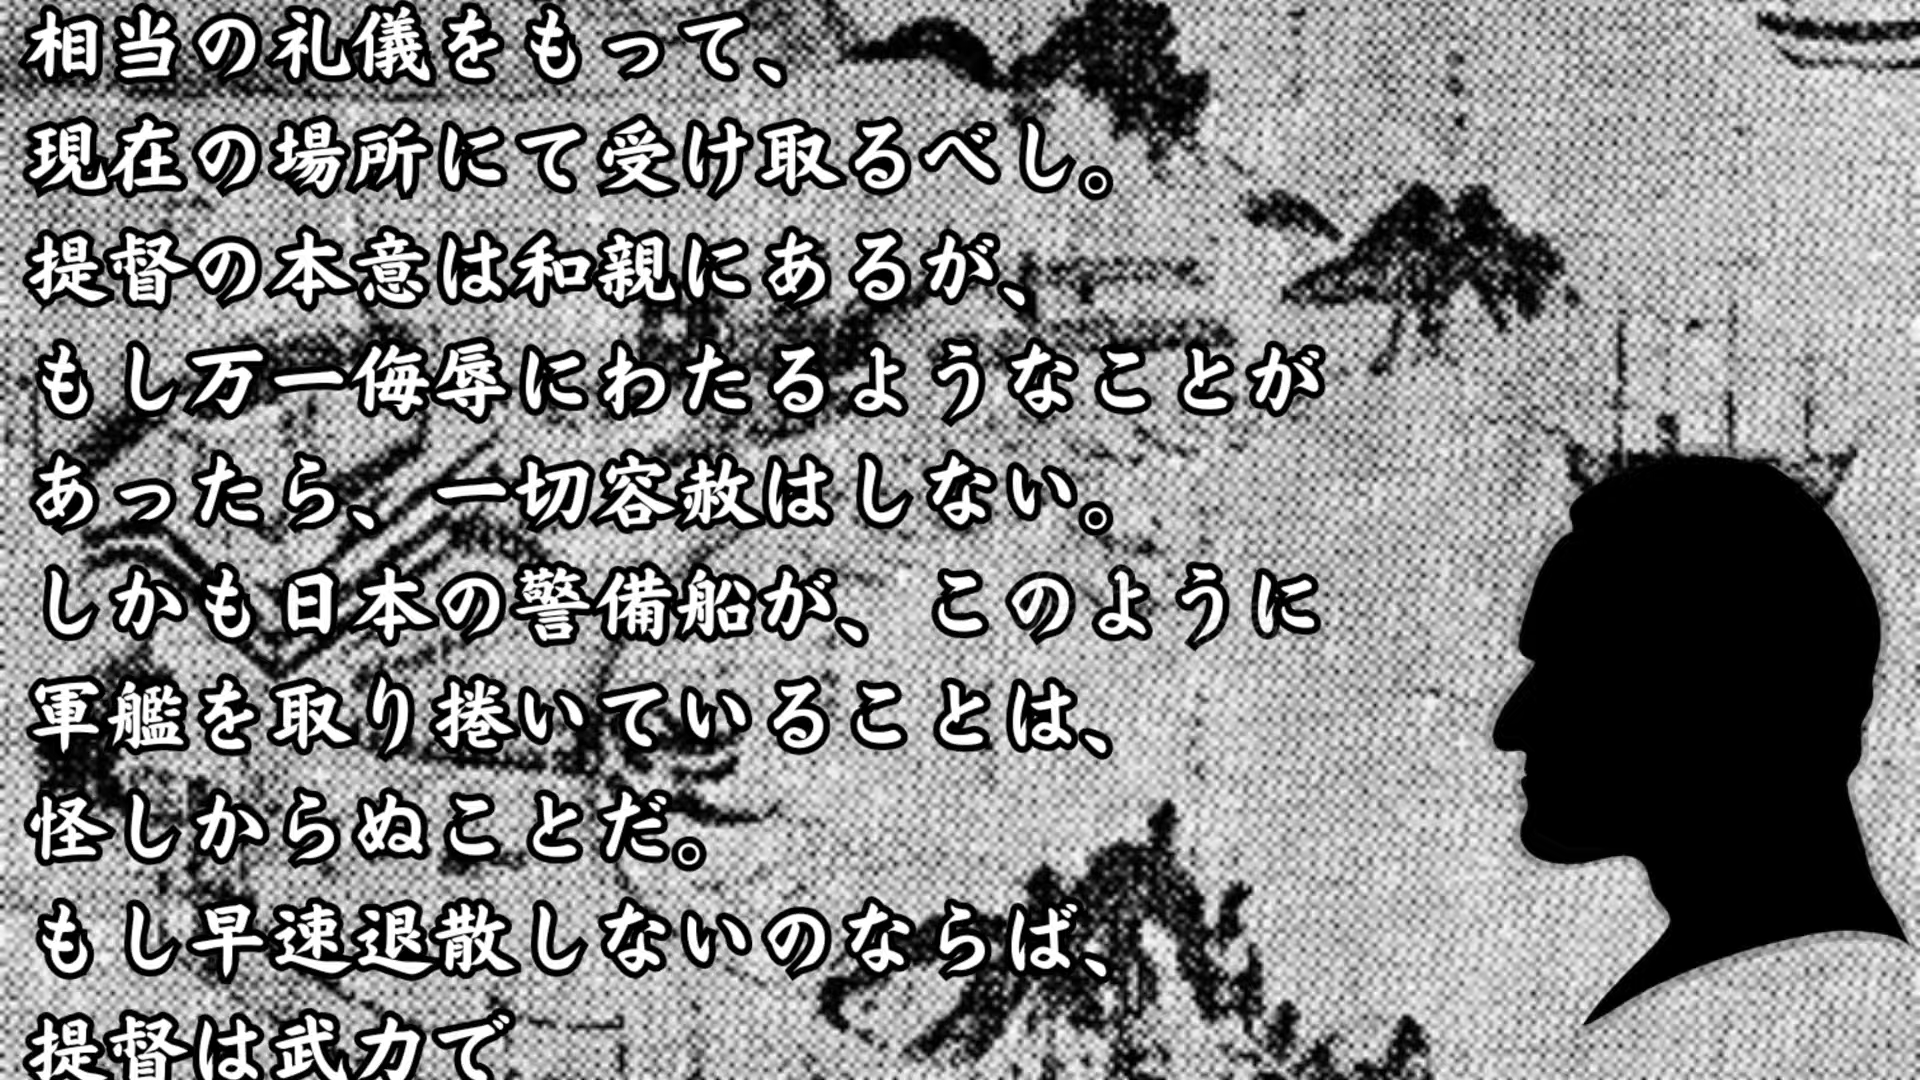 相当の礼儀をもって、
現在の場所にて受け取るべし。
提督の本意は和親にあるが、
もし万一侮辱にわたるようなことが
あったら、一切容赦はしない。
しかも日本の警備船が、このように
軍艦を取り捲いていることは、
怪しからぬことだ。
もし早速退散しないのならば、
提督は武力で